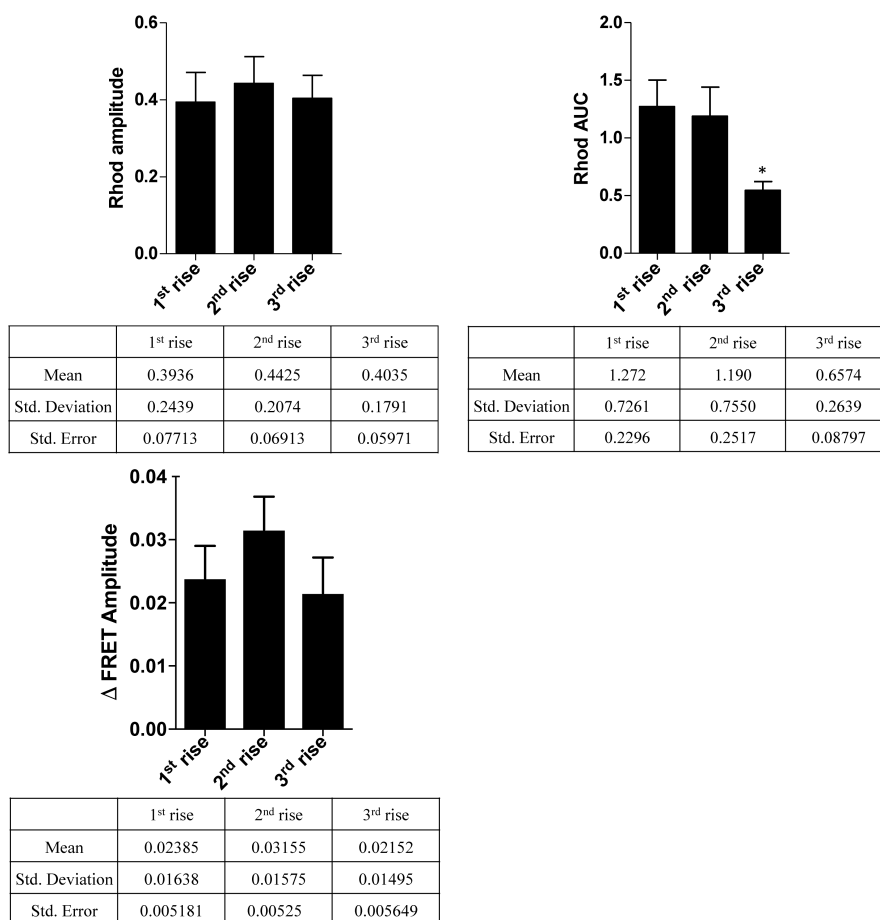 0.6
0.4
0.2
0.0
Rhod amplitude
1st rise
2nd rise
3rd rise
2.0
1.5
1.0
0.5
0.0
Rhod AUC
*
1st rise
2nd rise
3rd rise
1st rise 2nd rise 3rd rise
Mean 0.3936 0.4425 0.4035
Std. Deviation 0.2439 0.2074 0.1791
Std. Error 0.07713 0.06913 0.05971
1st rise 2nd rise 3rd rise
Mean 1.272 1.190 0.6574
Std. Deviation 0.7261 0.7550 0.2639
Std. Error 0.2296 0.2517 0.08797
0.04
0.03
0.02
0.01
0.00
Δ FRET Amplitude
1st rise
2nd rise
3rd rise
1st rise 2nd rise 3rd rise
Mean 0.02385 0.03155 0.02152
Std. Deviation 0.01638 0.01575 0.01495
Std. Error 0.005181 0.00525 0.005649